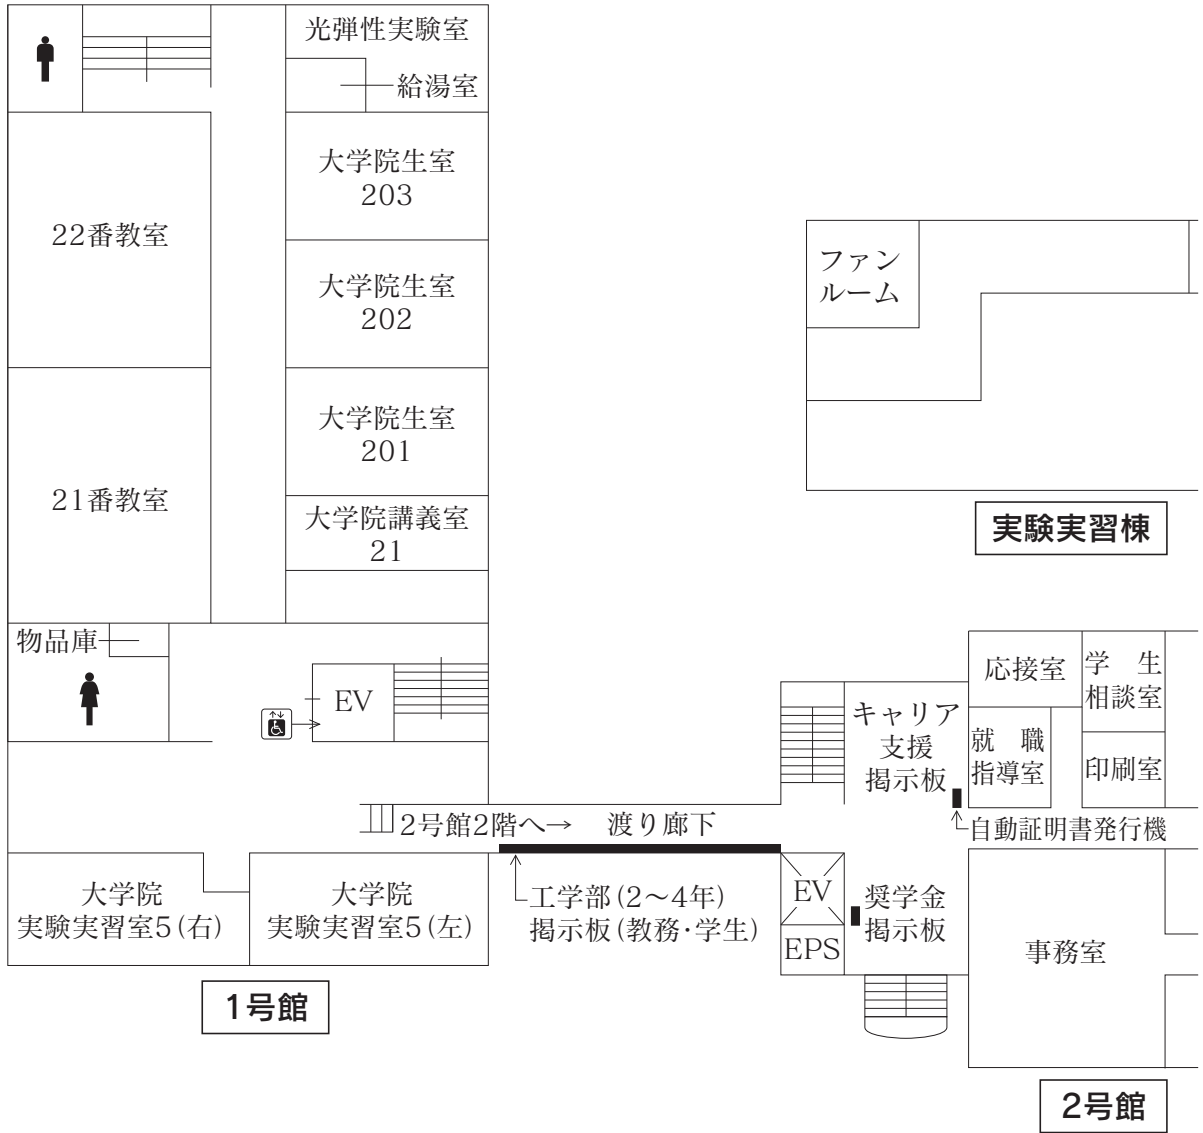 光弾性実験室
給湯室
大学院生室
203
22番教室
大学院生室
202
大学院生室
201
21番教室
大学院講義室
21
物品庫
EV
2号館2階へ→
渡り廊下
大学院
実験実習室5(右)
大学院
実験実習室5(左)
工学部(2～4年)
掲示板(教務・学生)
1号館
ファン
ルーム
実験実習棟
応接室
学　生
相談室
キャリア
支援
掲示板
就　職
指導室
印刷室
自動証明書発行機
EV
EPS
奨学金
掲示板
事務室
2号館